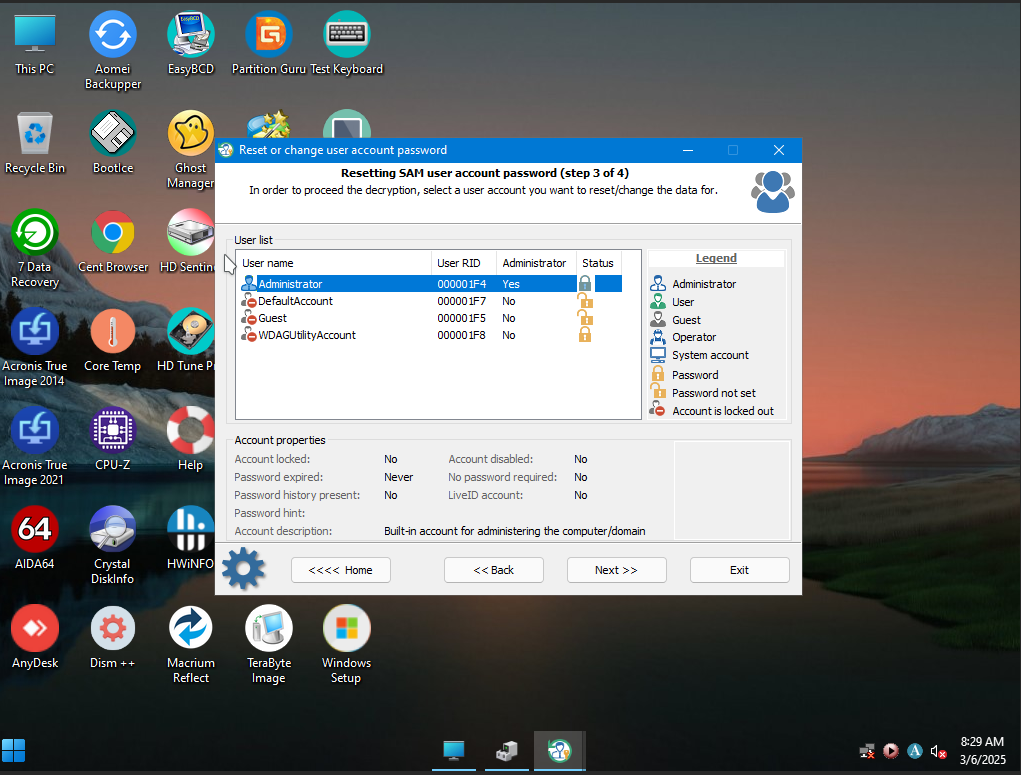 This PC
Aomei
Backupper
EasyBCD
Partition Guru
Test Keyboard
Recycle Bin
BootIce
Ghost
Manager
7 Data
Recovery
Cent Browser
HD Sentin
Acronis True
Image 2014
Core Temp
HD Tune Pr
Acronis True
Image 2021
CPU-Z
Help
64
AIDA64
Crystal
DiskInfo
HWiNFO
AnyDesk
Dism ++
Macrium
Reflect
TeraByte
Image
Windows
Setup
Reset or change user account password
Resetting SAM user account password (step 3 of 4)
In order to proceed the decryption, select a user account you want to reset/change the data for.
User list
User name User RID Administrator Status
Administrator 000001F4 Yes
DefaultAccount 000001F7 No
Guest 000001F5 No
WDAGUtilityAccount 000001F8 No
Legend
Administrator
User
Guest
Operator
System account
Password
Password not set
Account is locked out
Account properties
Account locked: No Account disabled: No
Password expired: Never No password required: No
Password history present: No LiveID account: No
Password hint:
Account description: Built-in account for administering the computer/domain
<<<< Home
<< Back
Next >>
Exit
8:29 AM
3/6/2025